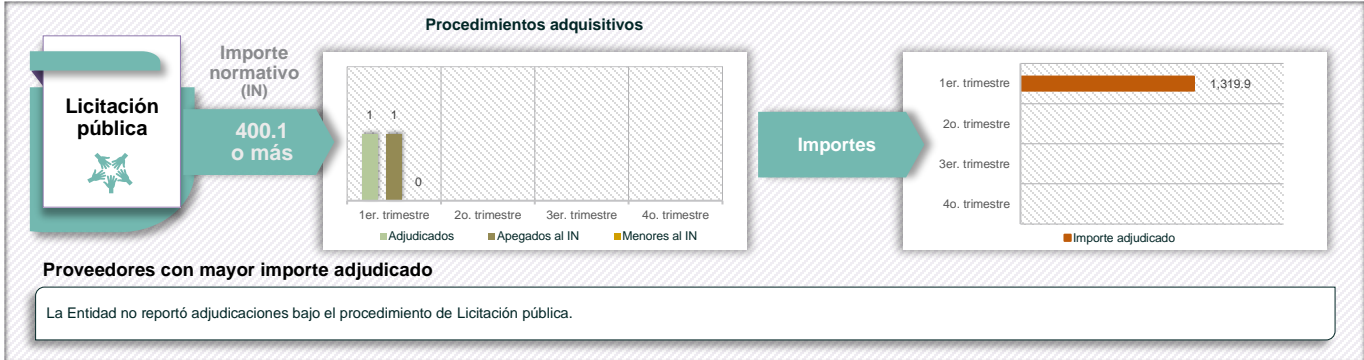 Procedimientos adquisitivos
Licitación
pública
Importe
normativo
(IN)
400.1
o más
1 1
0
1er. trimestre 2o. trimestre 3er. trimestre 4o. trimestre
Adjudicados Apegados al IN Menores al IN
Importes
1er. trimestre 1,319.9
2o. trimestre
3er. trimestre
4o. trimestre
Importe adjudicado
Proveedores con mayor importe adjudicado
La Entidad no reportó adjudicaciones bajo el procedimiento de Licitación pública.